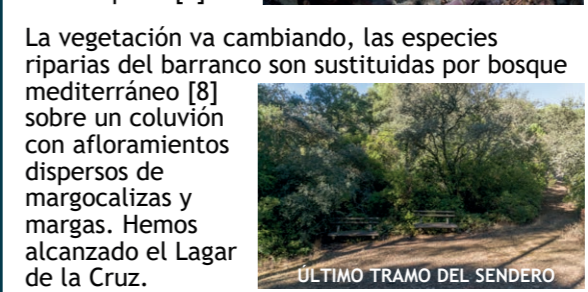 La vegetación va cambiando, las especies
riparias del barranco son sustituidas por bosque
mediterráneo [8]
sobre un coluvión
con afloramientos
dispersos de
margocalizas y
margas. Hemos
alcanzado el Lagar
de la Cruz.
ÚLTIMO TRAMO DEL SENDERO